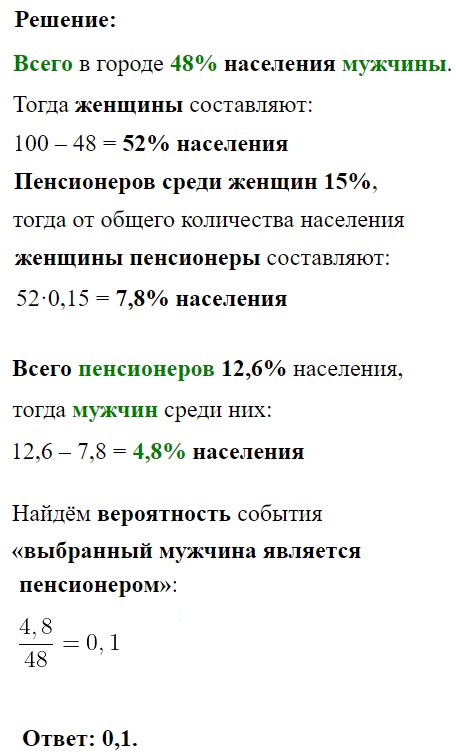 Решение:
Всего в городе 48% населения мужчины.
Тогда женщины составляют:
100 – 48 = 52% населения
Пенсионеров среди женщин 15%,
тогда от общего количества населения
женщины пенсионеры составляют:
52·0,15 = 7,8% населения
Всего пенсионеров 12,6% населения,
тогда мужчин среди них:
12,6 – 7,8 = 4,8% населения
Найдём вероятность события
«выбранный мужчина является
пенсионером»:
4, 8
48
= 0, 1
Ответ: 0,1.